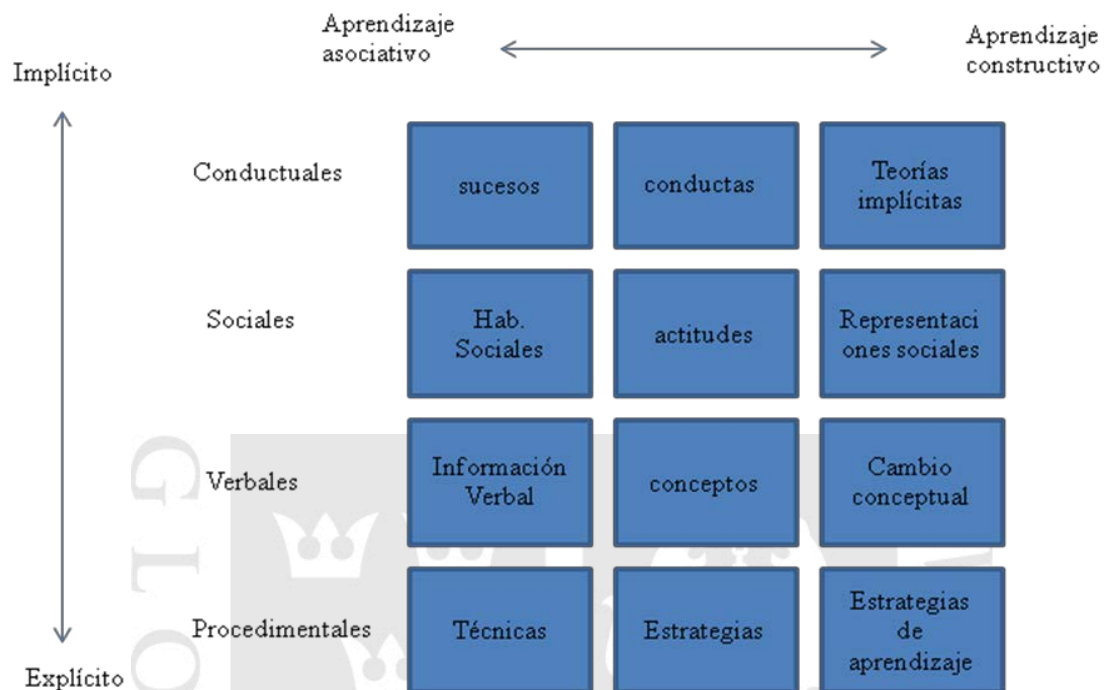 Aprendizaje
asociativo
Aprendizaje
constructivo
Implícito
Conductuales
sucesos
conductas
Teorías
implícitas
Sociales
Hab.
Sociales
actitudes
Representaci
ones sociales
Verbales
Información
Verbal
conceptos
Cambio
conceptual
Procedimentales
Técnicas
Estrategias
Estrategias
de
aprendizaje
Explícito
GLO